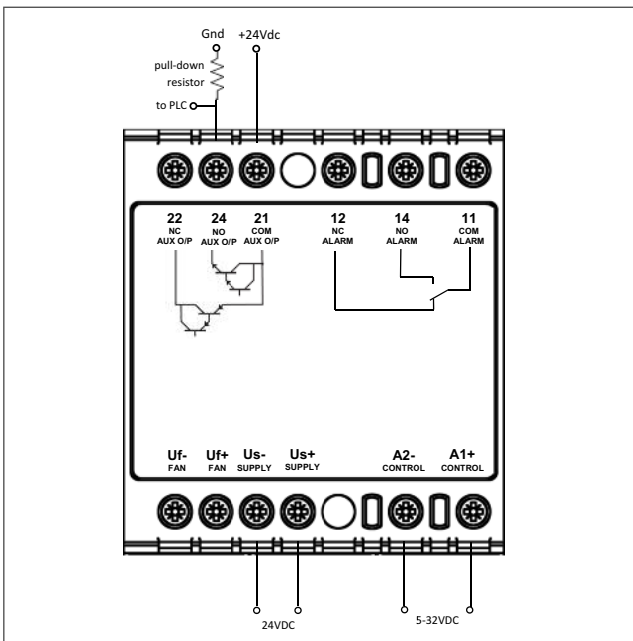 Gnd +24Vdc
pull-down
resistor
to PLC
22 24 21 12 14 11
NC NO COM NC NO COM
AUX O/P AUX O/P AUX O/P ALARM ALARM ALARM
Uf- Uf+ Us- Us+ A2- A1+
FAN FAN SUPPLY SUPPLY CONTROL CONTROL
24VDC 5-32VDC